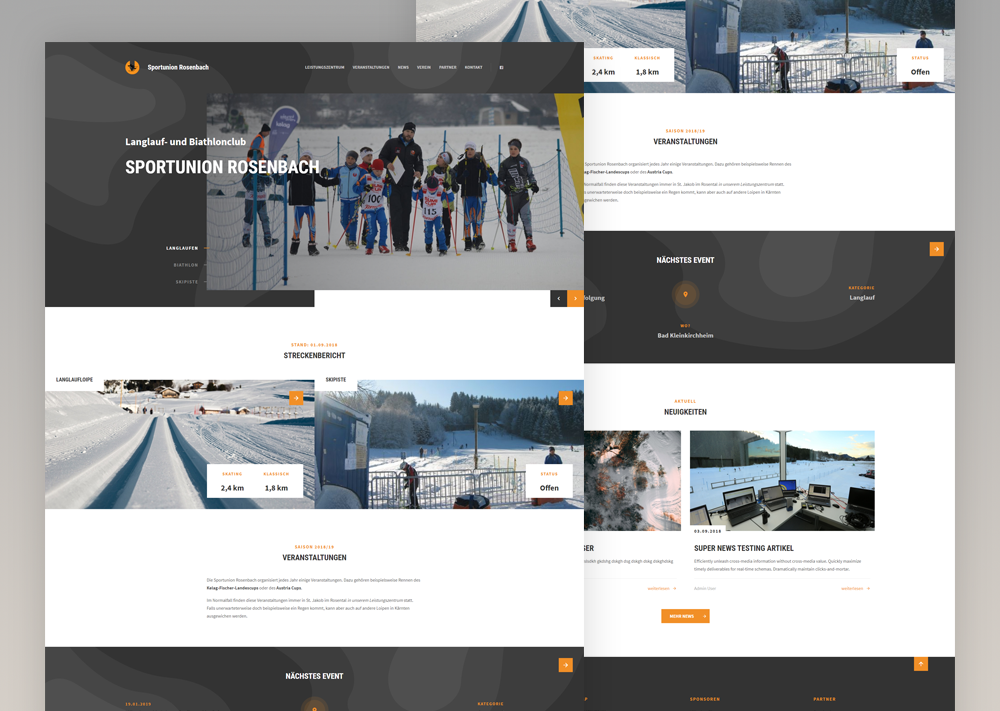 Sportunion Rosenbach
LEISTUNGSZENTRUM VERANSTALTUNGEN NEWS VEREIN PARTNER KONTAKT
Langlauf- und Biathlonclub
SPORTUNION ROSENBACH
100
115
LANGLAUFEN
BIATHLON
SKIPISTE
STAND: 03.09.2018
STRECKENBERICHT
LANGLAUFLOIPE
SKATING KLASSISCH
2,4 km 1,8 km
SKIPISTE
STATUS
Offen
SAISON 2018/19
VERANSTALTUNGEN
Die Sportunion Rosenbach organisiert jedes Jahr einige Veranstaltungen. Dazu gehören beispielsweise Rennen des
Kelag-Fischer-Landescups oder des Austria Cups.
Im Normalfall finden diese Veranstaltungen immer in St. Jakob im Rosental in unserem Leistungszentrum statt.
Falls unerwarteterweise doch beispielsweise ein Regen kommt, kann aber auch auf andere Loipen in Kärnten
ausgewichen werden.
NÄCHSTES EVENT
19.01.2019
KATEGORIE
SKATING KLASSISCH
2,4 km 1,8 km
STATUS
Offen
SAISON 2018/19
VERANSTALTUNGEN
Sportunion Rosenbach organisiert jedes Jahr einige Veranstaltungen. Dazu gehören beispielsweise Rennen des
ag-Fischer-Landescups oder des Austria Cups.
Normalfall finden diese Veranstaltungen immer in St. Jakob im Rosental in unserem Leistungszentrum statt.
s unerwarteterweise doch beispielsweise ein Regen kommt, kann aber auch auf andere Loipen in Kärnten
gewichen werden.
NÄCHSTES EVENT
olgung
KATEGORIE
Langlauf
WO?
Bad Kleinkirchheim
AKTUELL
NEUIGKEITEN
GER
weiterlesen
03.09.2018
SUPER NEWS TESTING ARTIKEL
Efficiently unleash cross-media information without cross-media value. Quickly maximize
timely deliverables for real-time schemas. Dramatically maintain clicks-and-mortar.
weiterlesen
MEHR NEWS
SPONSOREN
PARTNER